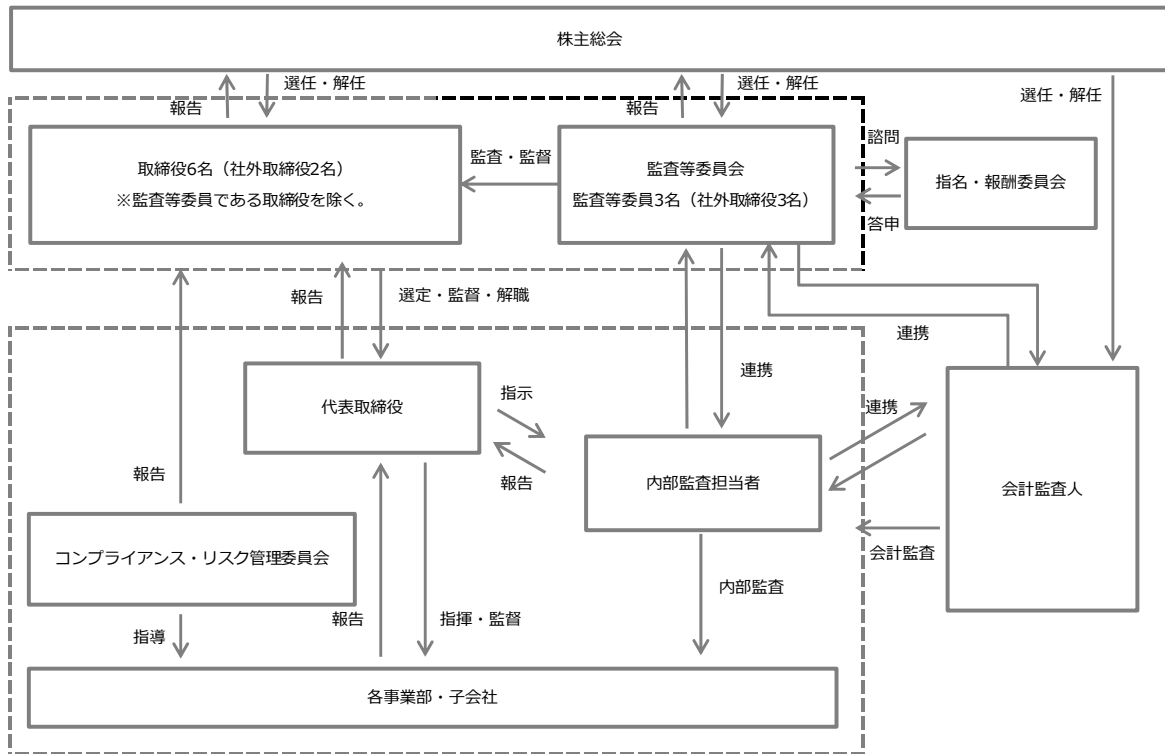 株主総会
選任・解任
選任・解任
選任・解任
報告
報告
取締役6名（社外取締役2名）
※監査等委員である取締役を除く。
監査・監督
監査等委員会
監査等委員3名（社外取締役3名）
諮問
指名・報酬委員会
答申
報告
選定・監督・解職
連携
連携
代表取締役
指示
連携
報告
報告
内部監査担当者
会計監査人
コンプライアンス・リスク管理委員会
会計監査
内部監査
指導
報告
指揮・監督
各事業部・子会社